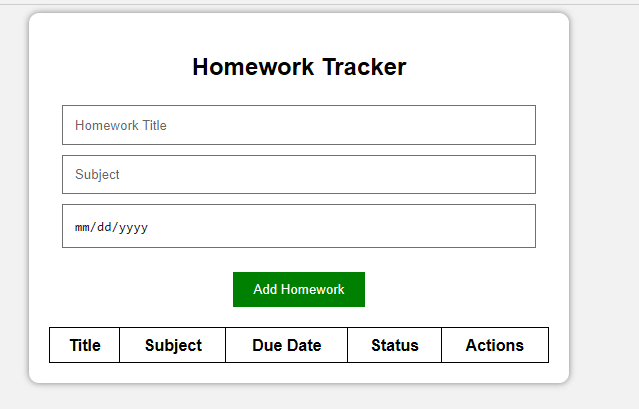 Homework Tracker
Homework Title
Subject
mm/dd/yyyy
Add Homework
Title Subject Due Date Status Actions